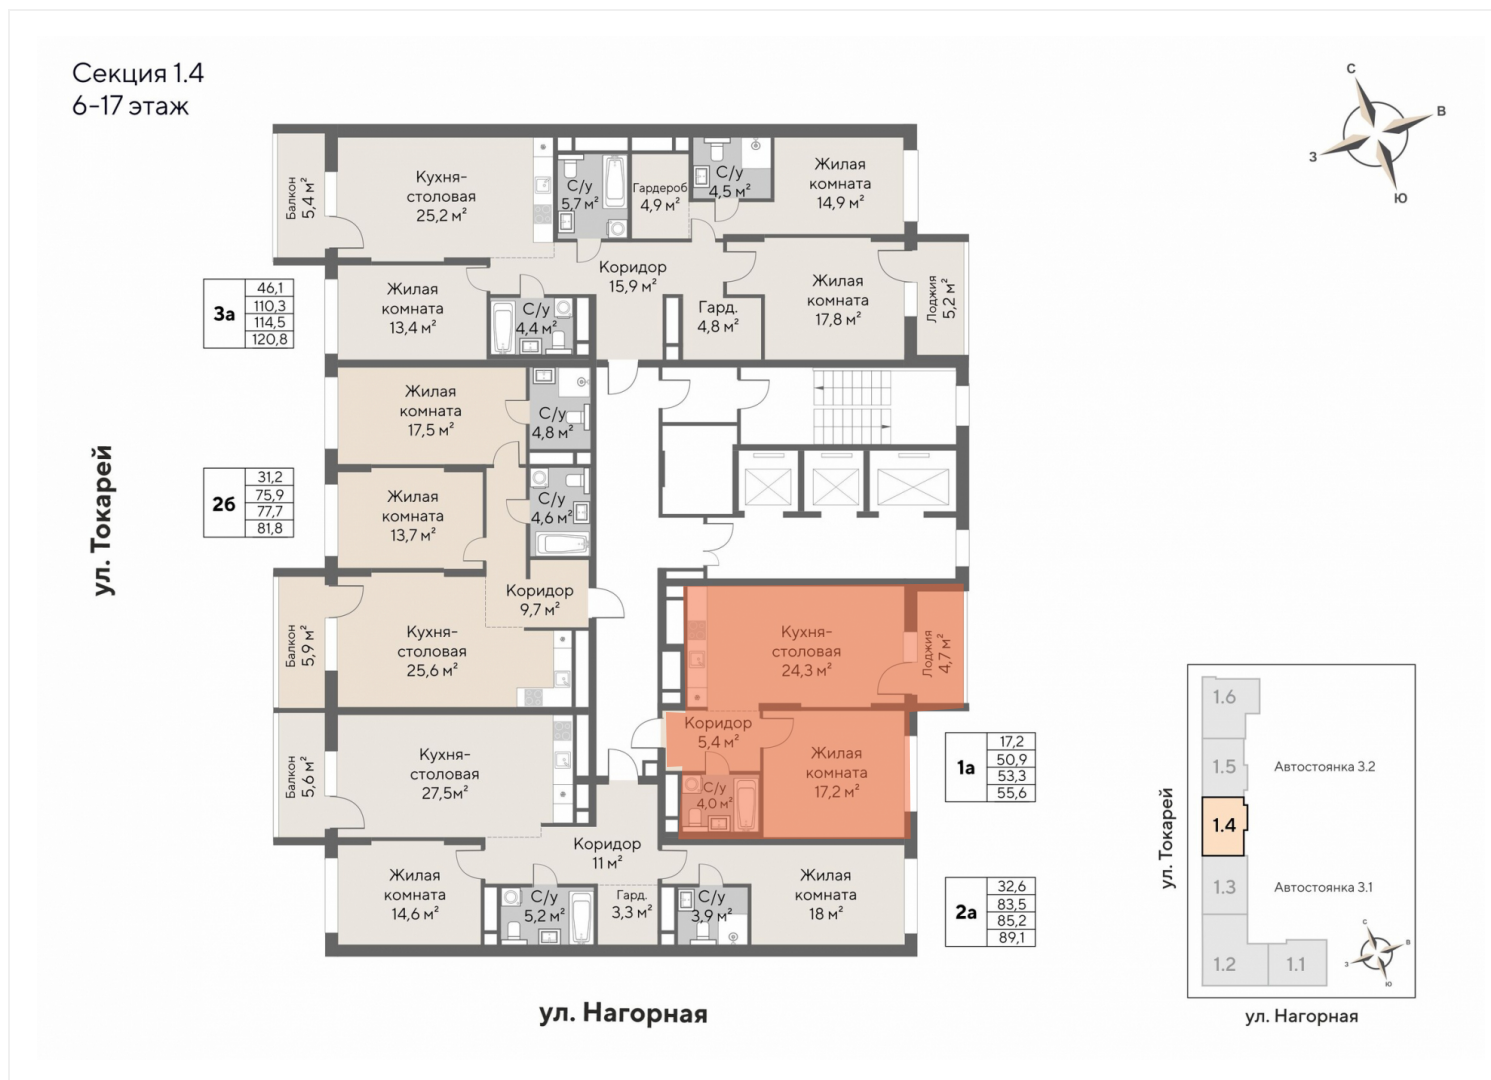 Секция 1.4
6-17 этаж
С
В
З
Ю
Балкон
5,4 м²
Кухня-
столовая
25,2 м²
С/у
5,7 м²
Гардероб
4,9 м²
С/у
4,5 м²
Жилая
комната
14,9 м²
Коридор
15,9 м²
Жилая
комната
17,8 м²
Лоджия
5,2 м²
3а
46,1
110,3
114,5
120,8
Жилая
комната
13,4 м²
С/у
4,4 м²
Гард.
4,8 м²
Жилая
комната
17,5 м²
С/у
4,8 м²
ул. Токарей
2б
31,2
75,9
77,7
81,8
Жилая
комната
13,7 м²
С/у
4,6 м²
Коридор
9,7 м²
Балкон
5,9 м²
Кухня-
столовая
25,6 м²
Кухня-
столовая
24,3 м²
Лоджия
4,7 м²
Коридор
5,4 м²
Жилая
комната
17,2 м²
С/у
4,0 м²
1а
17,2
50,9
53,3
55,6
Балкон
5,6 м²
Кухня-
столовая
27,5м²
Коридор
11 м²
Жилая
комната
14,6 м²
С/у
5,2 м²
Гард.
3,3 м²
С/у
3,9 м²
Жилая
комната
18 м²
2а
32,6
83,5
85,2
89,1
ул. Нагорная
1.6
1.5
Автостоянка 3.2
1.4
ул. Токарей
1.3
Автостоянка 3.1
1.2
1.1
С
В
З
Ю
ул. Нагорная